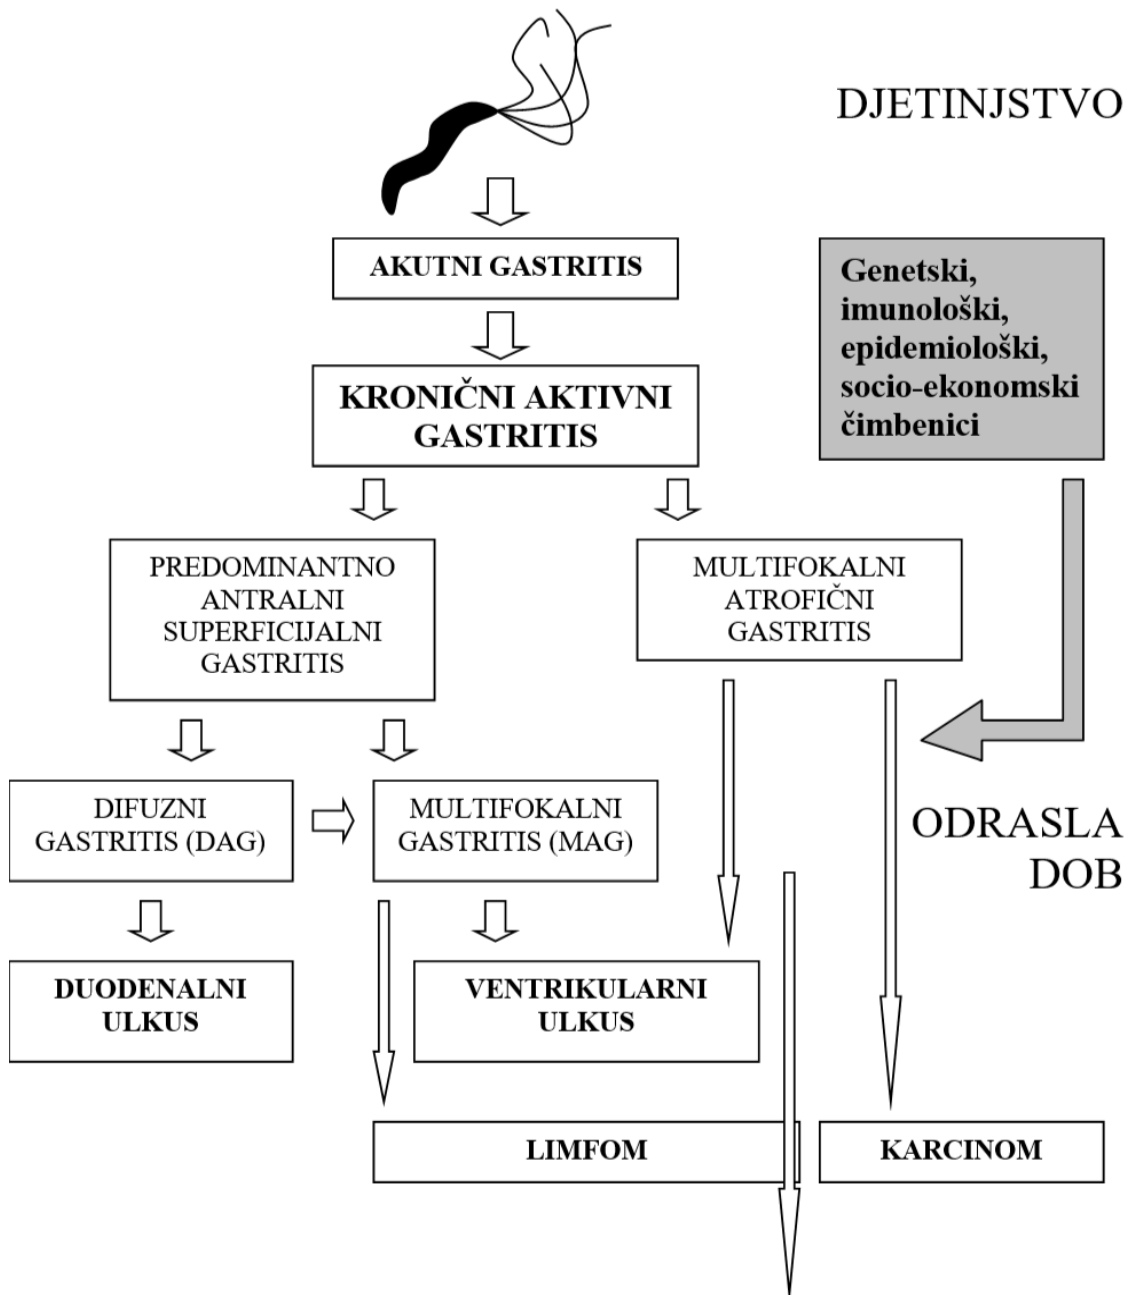 DJETINJSTVO
AKUTNI GASTRITIS
Genetski,
imunološki,
epidemiološki,
socio-ekonomski
čimbenici
KRONIČNI AKTIVNI
GASTRITIS
PREDOMINANTNO
ANTRALNI
SUPERFICIJALNI
GASTRITIS
MULTIFOKALNI
ATROFIČNI
GASTRITIS
DIFUZNI
GASTRITIS (DAG)
MULTIFOKALNI
GASTRITIS (MAG)
ODRASLA
DOB
DUODENALNI
ULKUS
VENTRIKULARNI
ULKUS
LIMFOM
KARCINOM